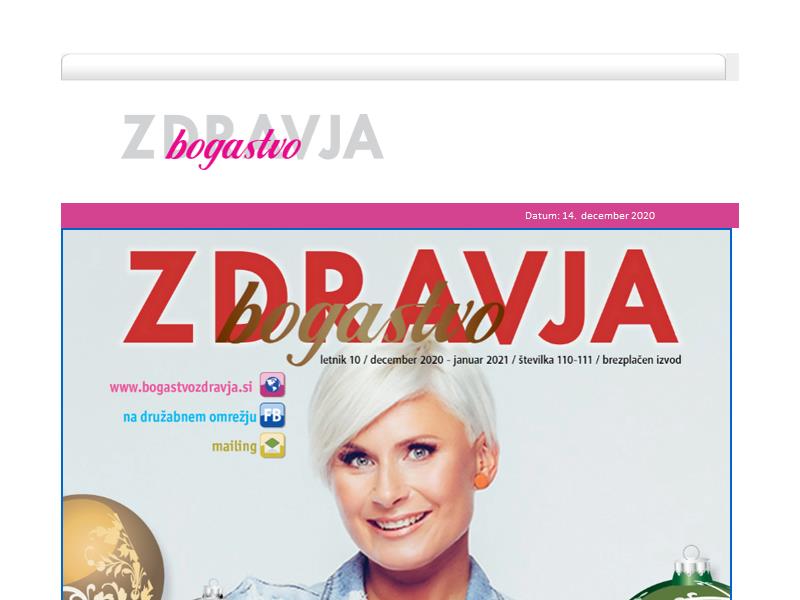 ZDRAVJA
bogastvo
Datum: 14. december 2020
ZDRAVJA
bogastvo
letnik 10 / december 2020 - januar 2021 / številka 110-111 / brezplačen izvod
www.bogastvozdravja.si
na družabnem omrežju FB
mailing